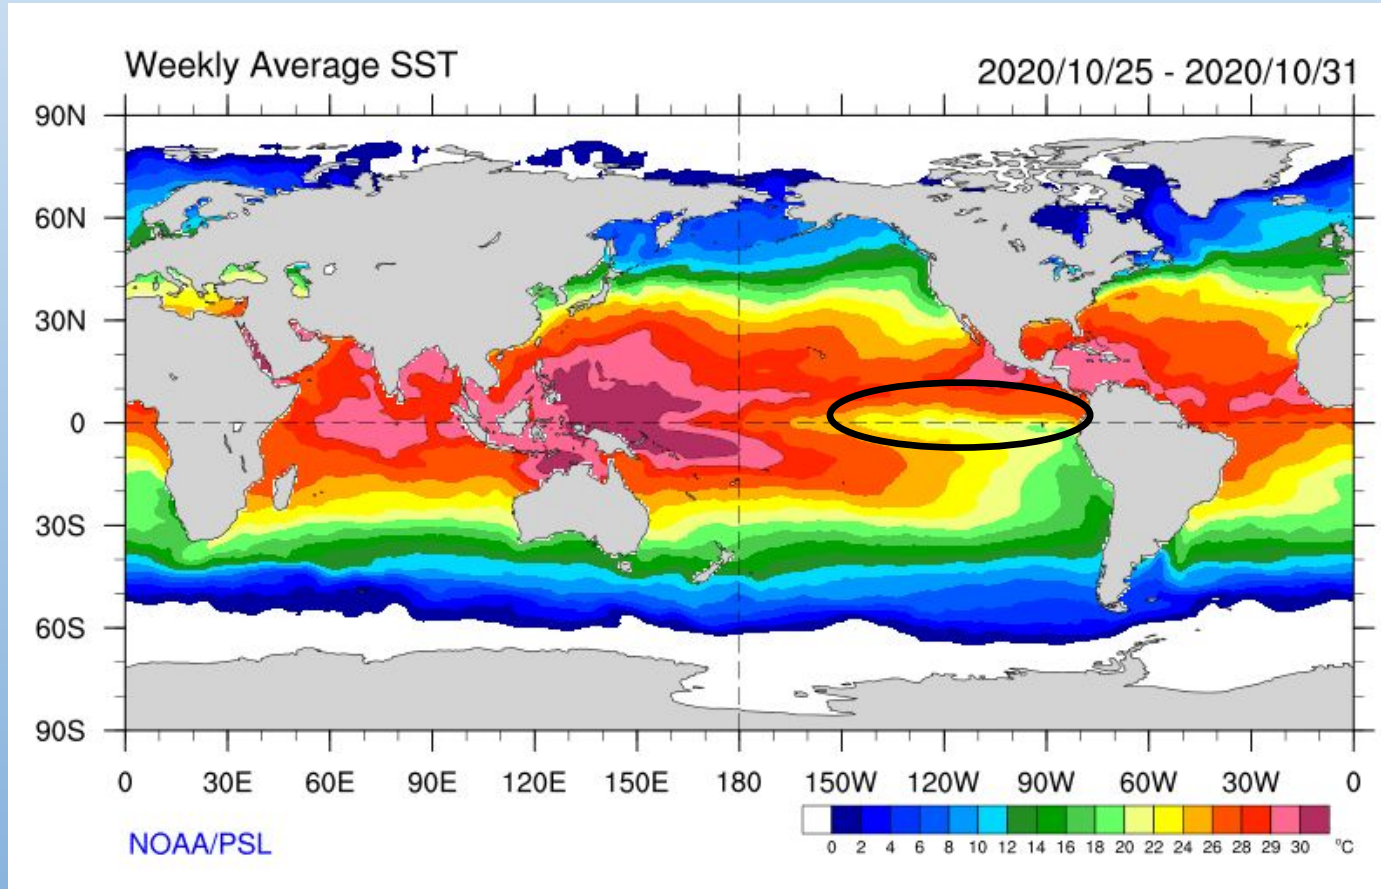 Weekly Average SST
2020/10/25 - 2020/10/31
90N
60N
30N
0
30S
60S
90S
0 30E 60E 90E 120E 150E 180 150W 120W 90W 60W 30W 0
0 2 4 6 8 10 12 14 16 18 20 22 24 26 28 29 30 °C
NOAA/PSL